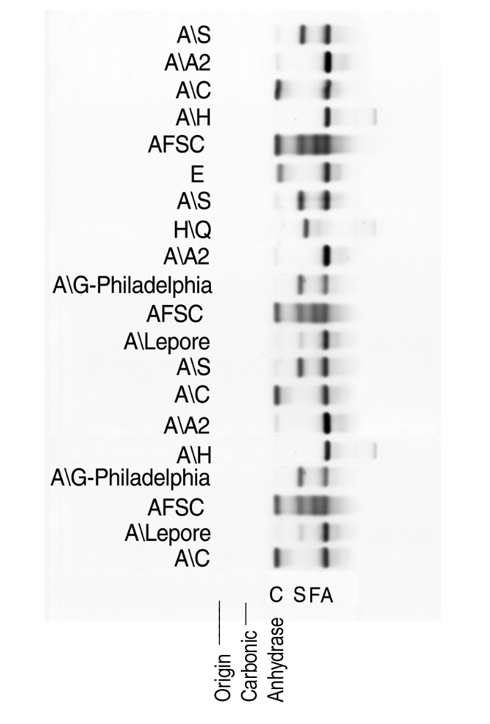 A\S
A\A2
A\C
A\H
AFSC
E
A\S
H\Q
A\A2
A\G-Philadelphia
AFSC
A\Lepore
A\S
A\C
A\A2
A\H
A\G-Philadelphia
AFSC
A\Lepore
A\C
C SFA
Origin
Carbonic
Anhydrase